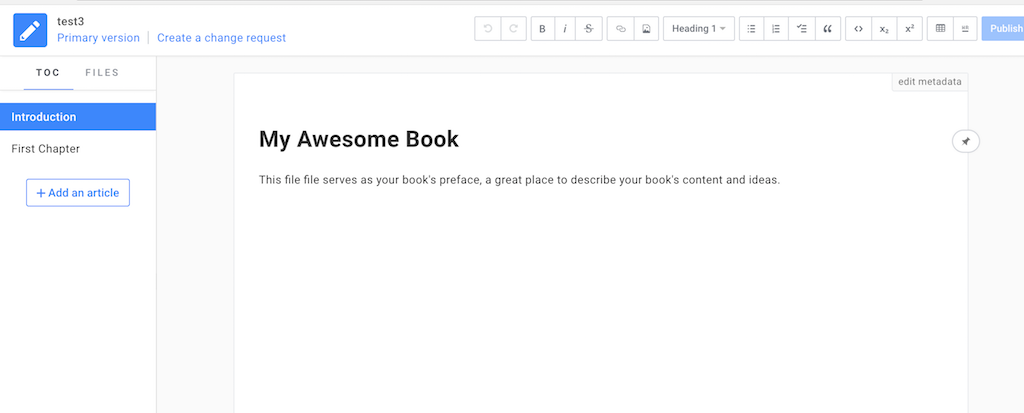 test3
Primary version
Create a change request
B i S
Heading 1
x₂ x²
Publish
TOC FILES
edit metadata
Introduction
My Awesome Book
First Chapter
This file file serves as your book's preface, a great place to describe your book's content and ideas.
+ Add an article